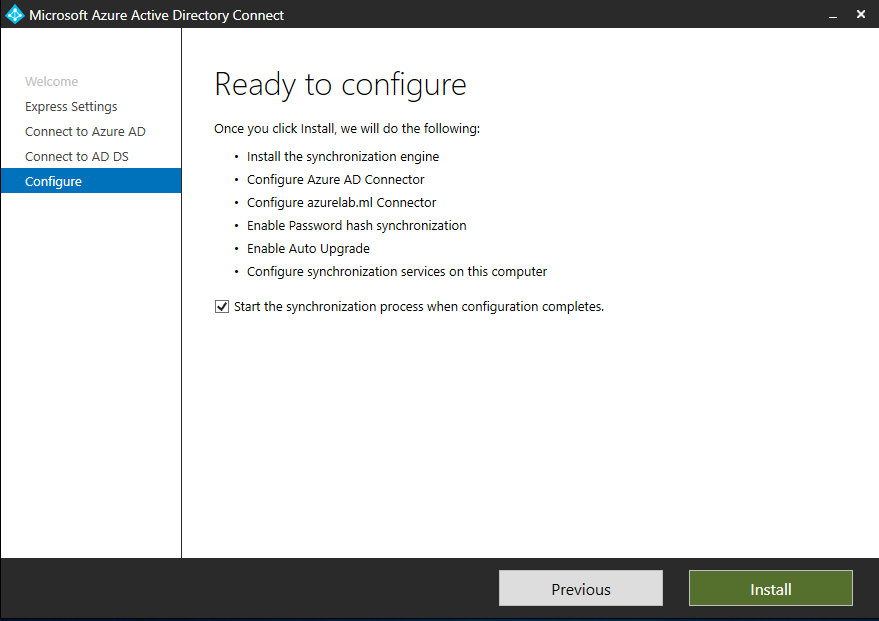 Microsoft Azure Active Directory Connect
Welcome
Express Settings
Connect to Azure AD
Connect to AD DS
Configure
Ready to configure
Once you click Install, we will do the following:
• Install the synchronization engine
• Configure Azure AD Connector
• Configure azurelab.ml Connector
• Enable Password hash synchronization
• Enable Auto Upgrade
• Configure synchronization services on this computer
Start the synchronization process when configuration completes.
Previous
Install